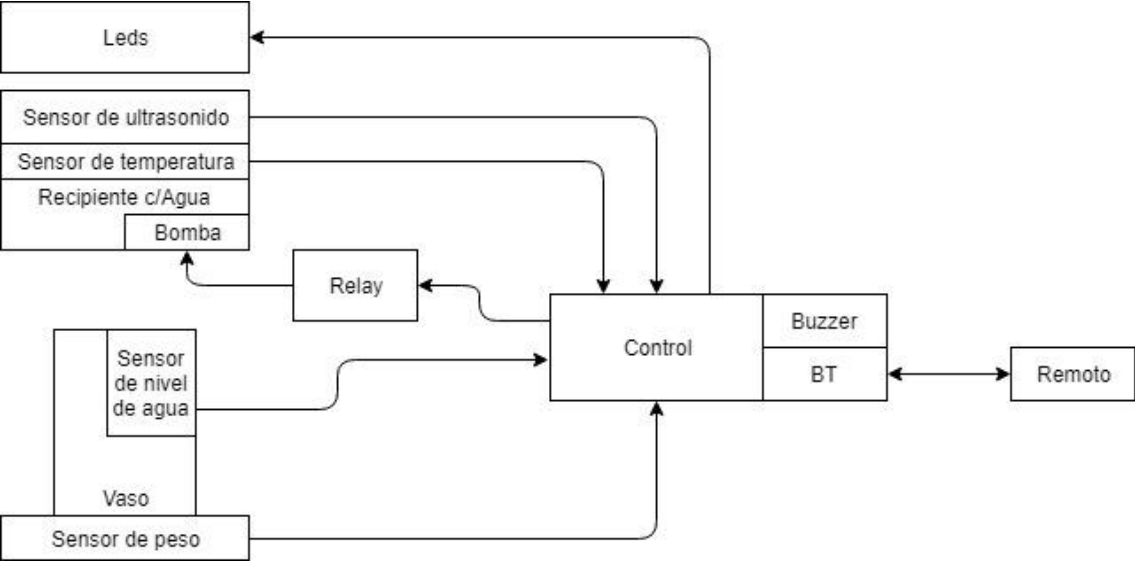 Leds
Sensor de ultrasonido
Sensor de temperatura
Recipiente c/Agua
Bomba
Relay
Control
Buzzer
BT
Remoto
Sensor
de nivel
de agua
Vaso
Sensor de peso